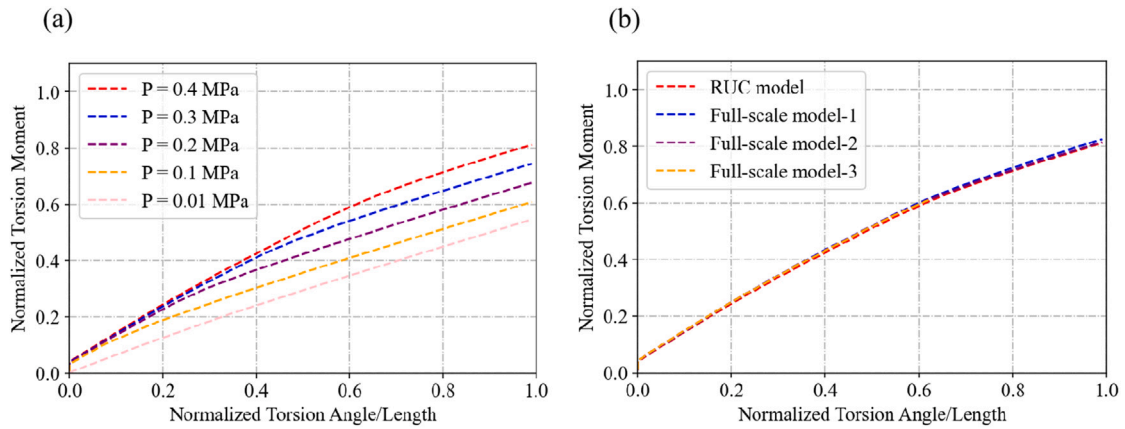 (a)
Normalized Torsion Moment
1.0
0.8
0.6
0.4
0.2
0.0
P = 0.4 MPa
P = 0.3 MPa
P = 0.2 MPa
P = 0.1 MPa
P = 0.01 MPa
0.0 0.2 0.4 0.6 0.8 1.0
Normalized Torsion Angle/Length
(b)
Normalized Torsion Moment
1.0
0.8
0.6
0.4
0.2
0.0
RUC model
Full-scale model-1
Full-scale model-2
Full-scale model-3
0.0 0.2 0.4 0.6 0.8 1.0
Normalized Torsion Angle/Length